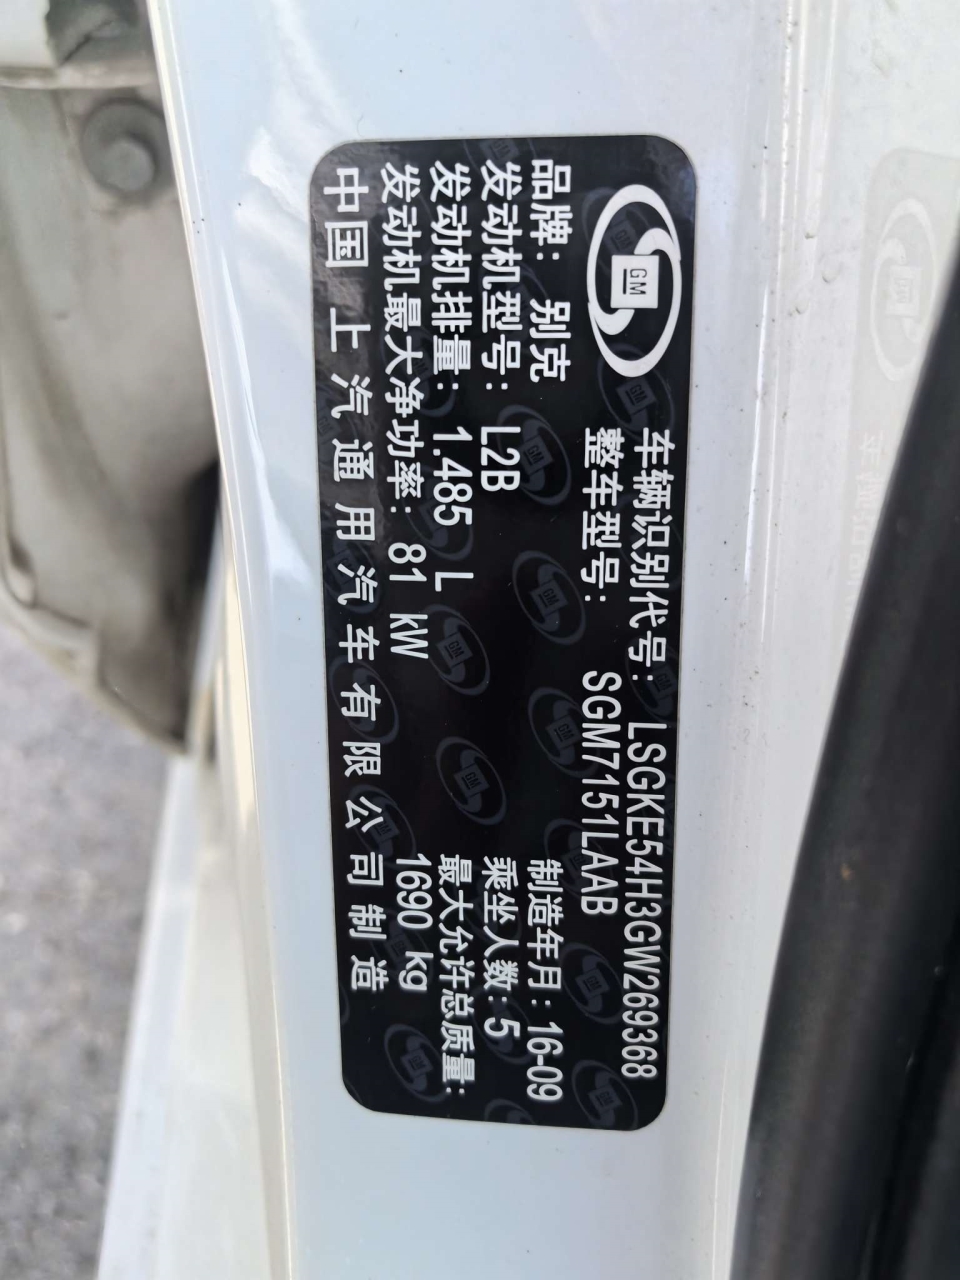 GM
车辆识别代号: LSGKE54H3GW269368
整车型号: SGM7151LAAB
品牌: 别克
制造年月: 16-09
发动机型号: L2B
乘坐人数: 5
发动机排量: 1.485 L
最大允许总质量:
发动机最大净功率: 81 kW
1690 kg
中国 上汽通用汽车有限公司制造